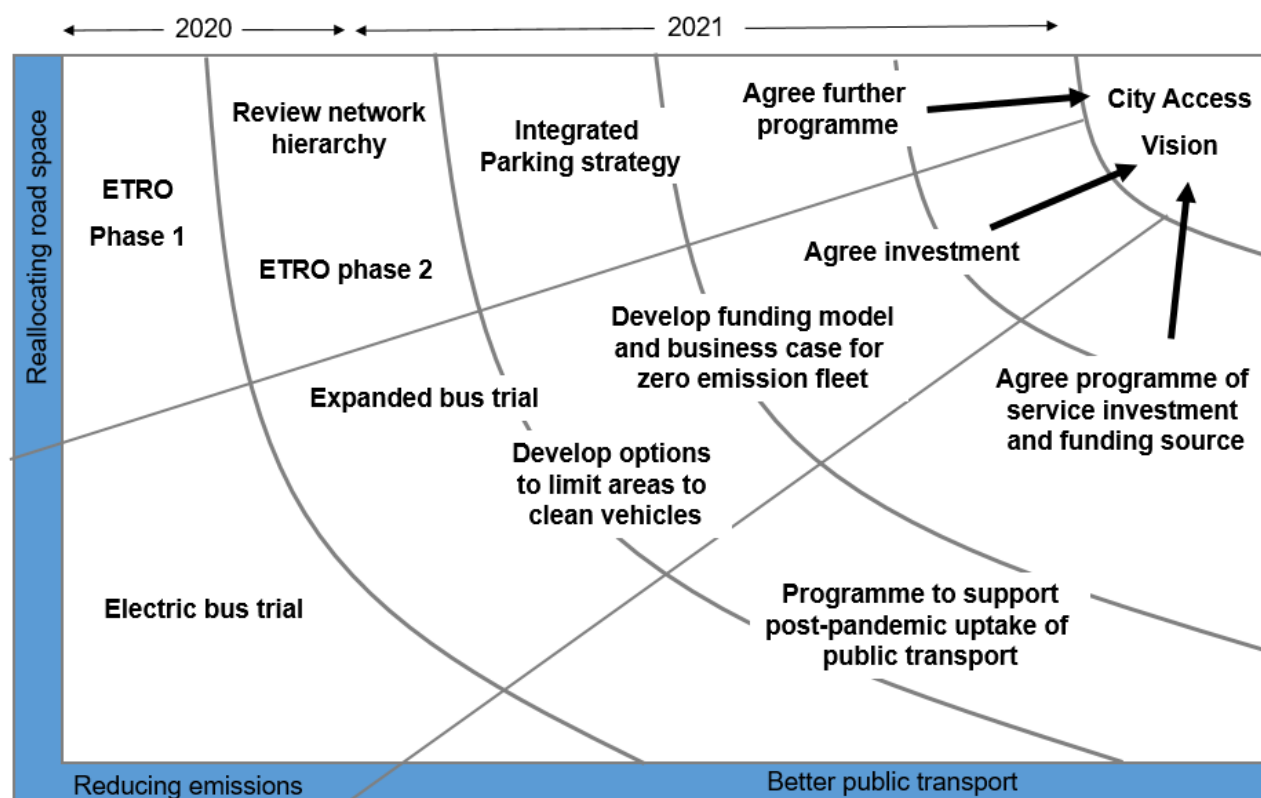 2020
2021
Reallocating road space
ETRO
Phase 1
Review network
hierarchy
ETRO phase 2
Integrated
Parking strategy
Agree further
programme
City Access
Vision
Agree investment
Electric bus trial
Expanded bus trial
Develop options
to limit areas to
clean vehicles
Develop funding model
and business case for
zero emission fleet
Agree programme of
service investment
and funding source
Programme to support
post-pandemic uptake of
public transport
Reducing emissions
Better public transport